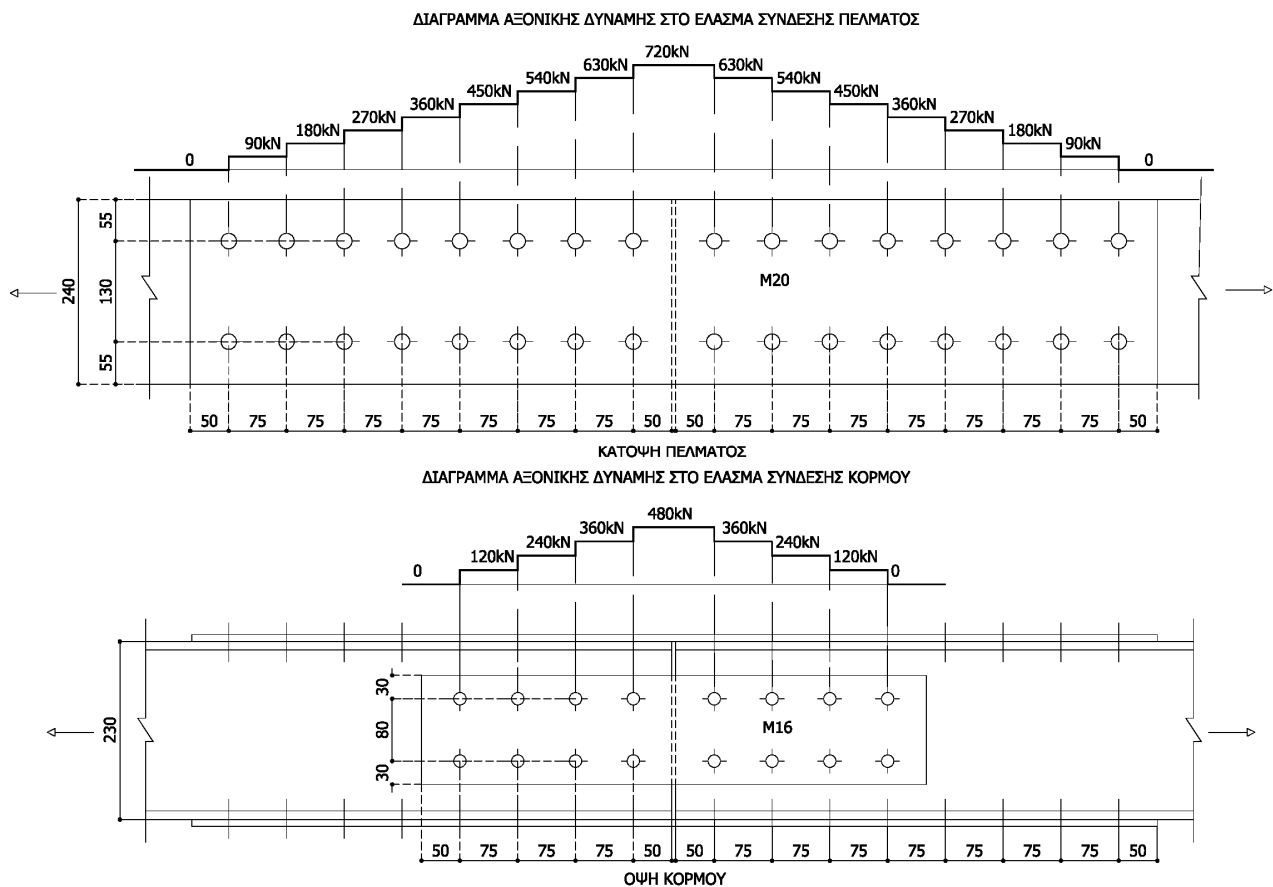 ΔΙΑΓΡΑΜΜΑ ΑΞΟΝΙΚΗΣ ΔΥΝΑΜΗΣ ΣΤΟ ΕΛΑΣΜΑ ΣΥΝΔΕΣΗΣ ΠΕΛΜΑΤΟΣ
720kN
630kN 630kN
540kN 540kN
450kN 450kN
360kN 360kN
270kN 270kN
180kN 180kN
90kN 90kN
0 0
55
240 130
M20
55
50 75 75 75 75 75 75 75 50 50 75 75 75 75 75 75 75 50
ΚΑΤΟΨΗ ΠΕΛΜΑΤΟΣ
ΔΙΑΓΡΑΜΜΑ ΑΞΟΝΙΚΗΣ ΔΥΝΑΜΗΣ ΣΤΟ ΕΛΑΣΜΑ ΣΥΝΔΕΣΗΣ ΚΟΡΜΟΥ
480kN
360kN 360kN
240kN 240kN
120kN 120kN
0 0
30
230 80 M16
30
50 75 75 75 50 50 75 75 75 75 75 75 75 50
ΟΨΗ ΚΟΡΜΟΥ